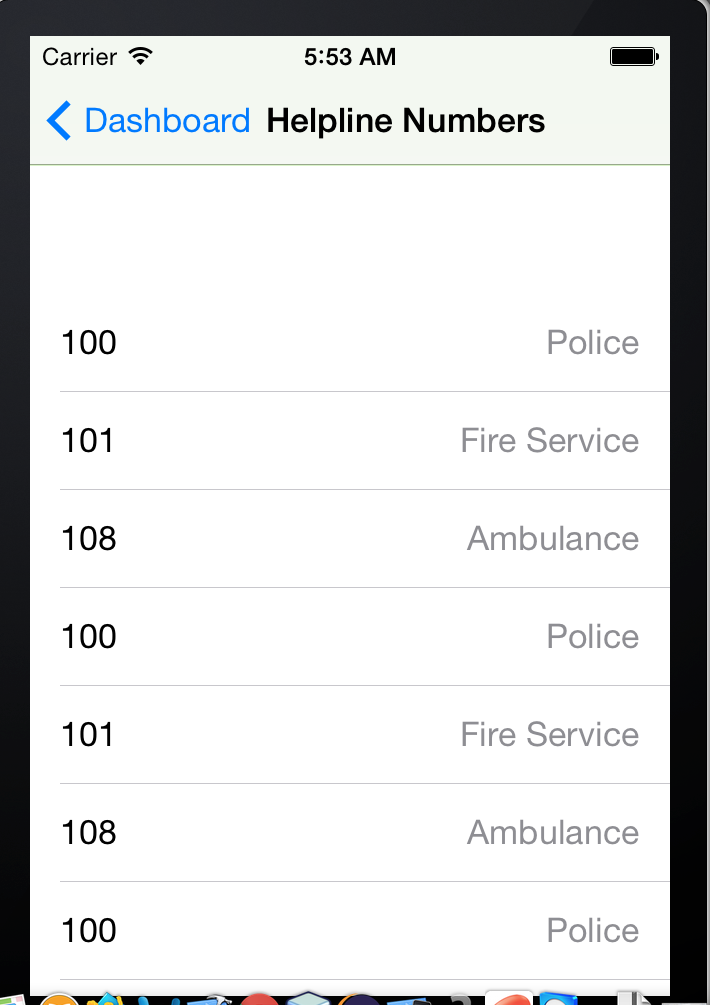 Carrier 5:53 AM
Dashboard Helpline Numbers
100 Police
101 Fire Service
108 Ambulance
100 Police
101 Fire Service
108 Ambulance
100 Police